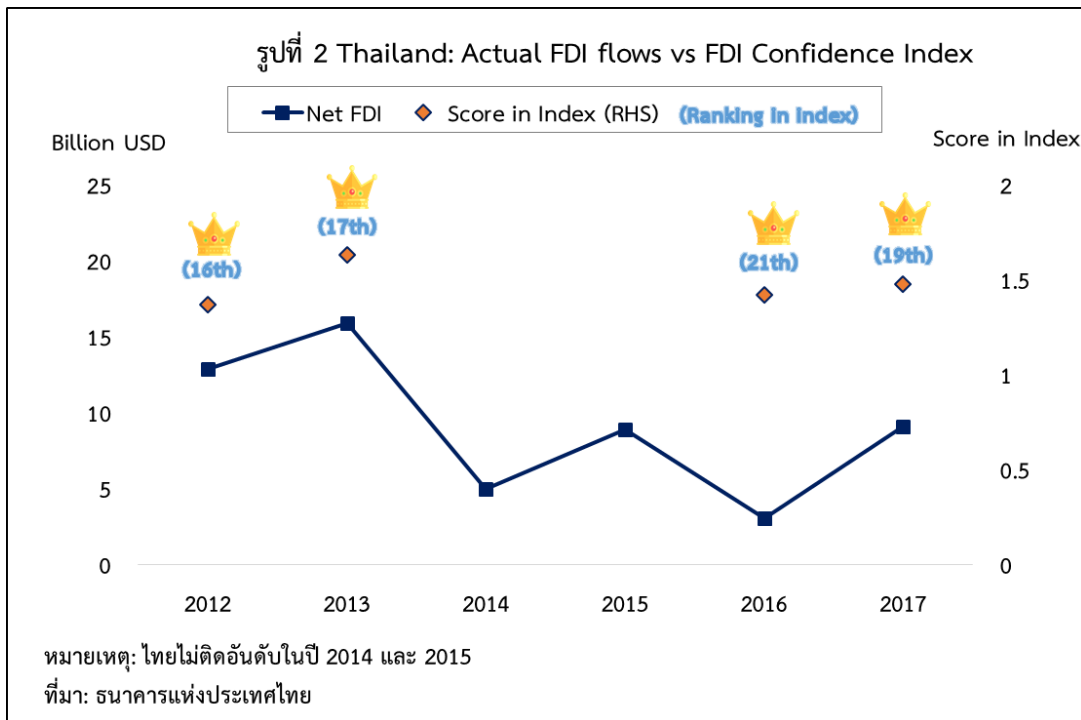 รูปที่ 2 Thailand: Actual FDI flows vs FDI Confidence Index
Net FDI Score in Index (RHS) (Ranking in Index)
Billion USD Score in Index
25 2
(16th) (17th) (21th) (19th)
20 1.5
15
1
10
5 0.5
0 0
2012 2013 2014 2015 2016 2017
หมายเหตุ: ไทยไม่ติดอันดับในปี 2014 และ 2015
ที่มา: ธนาคารแห่งประเทศไทย